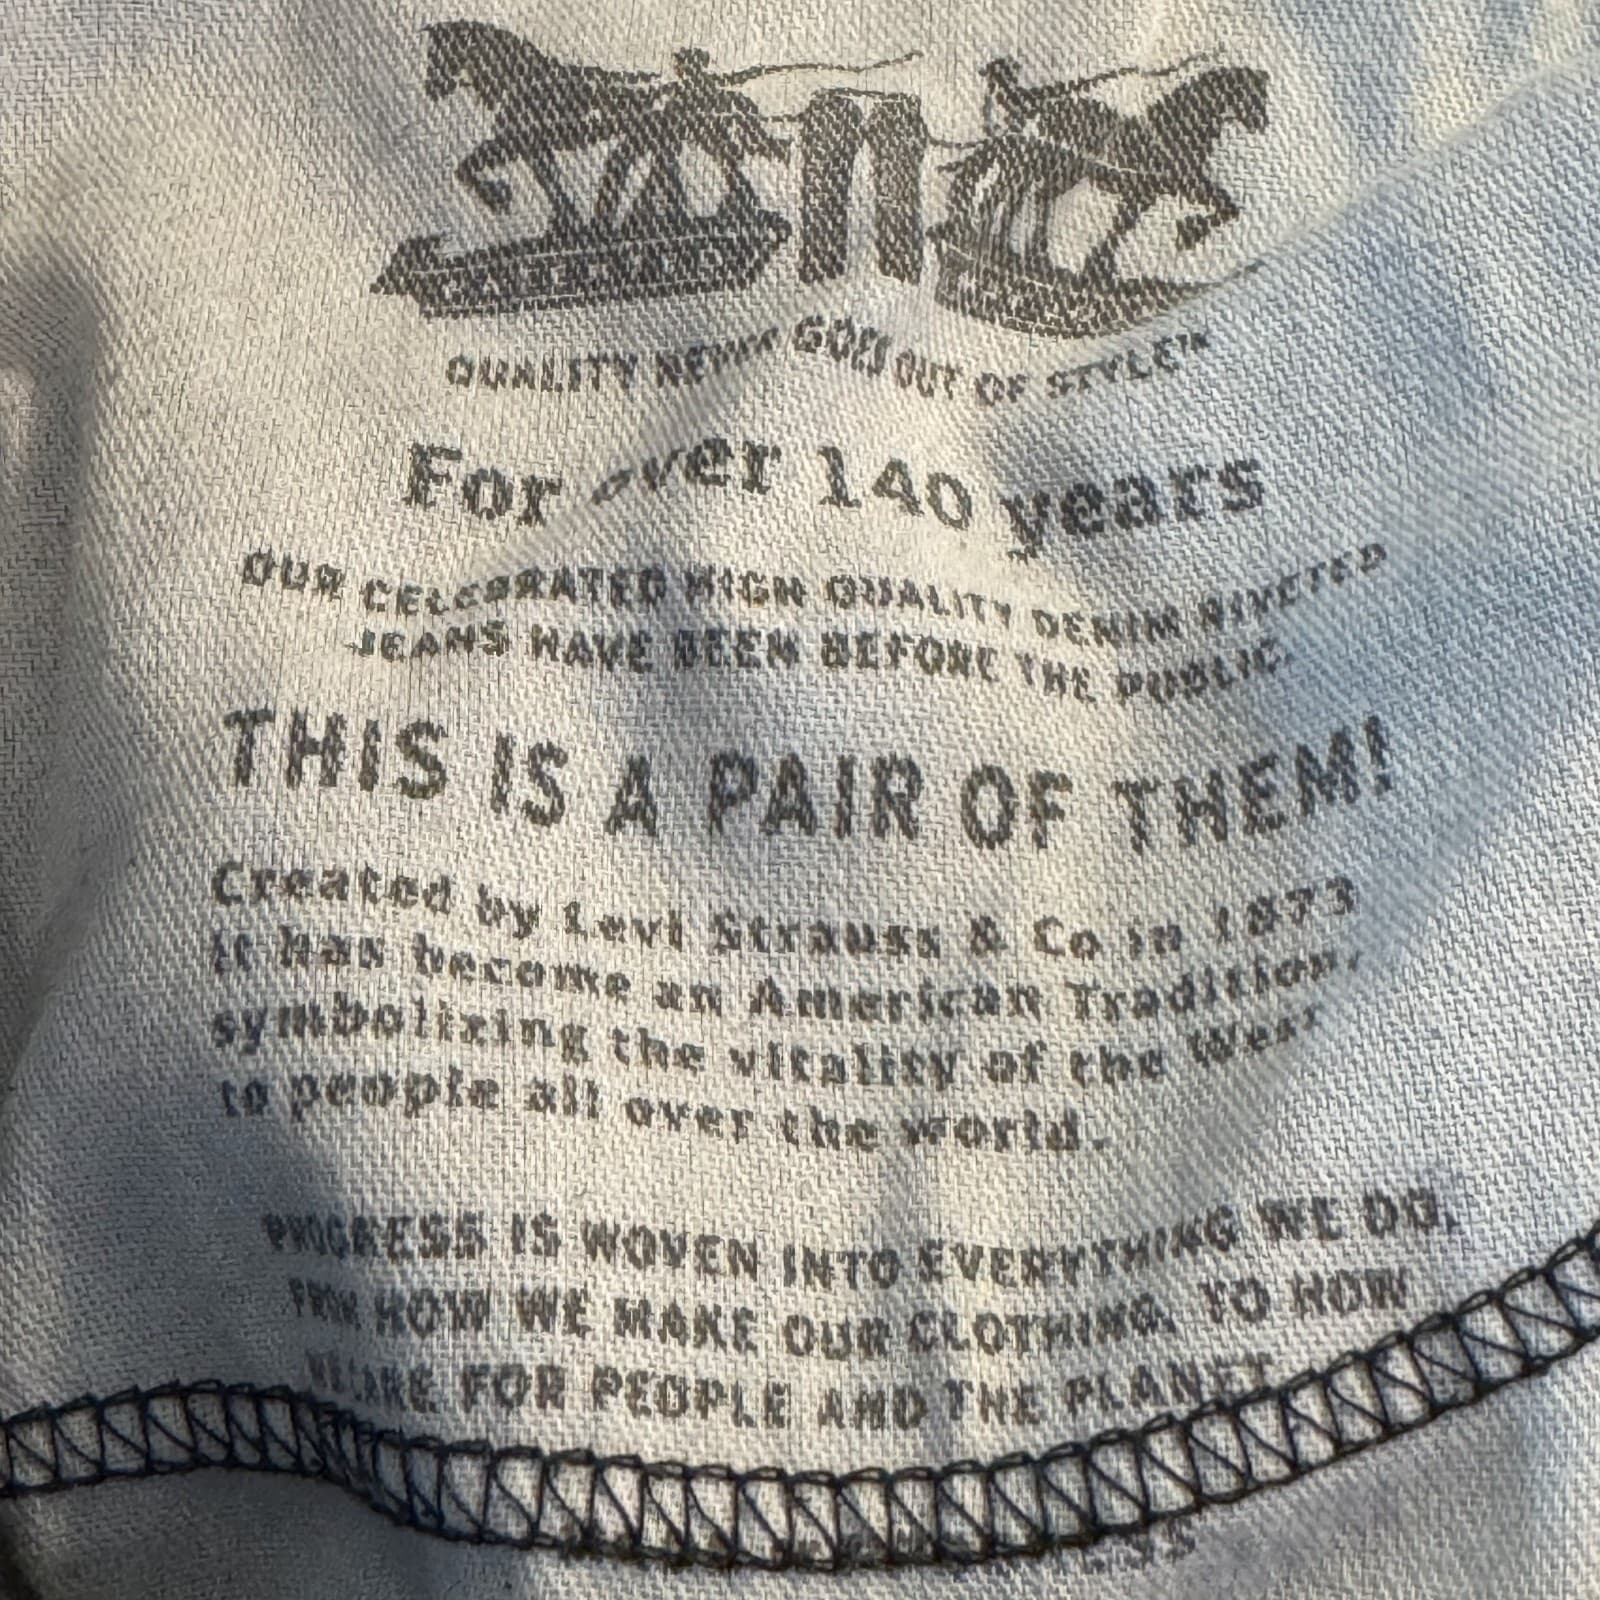 QUALITY NEVER GOES OUT OF STYLE™
For over 140 years
OUR CELEBRATED HIGH QUALITY DENIM RIVETED
JEANS HAVE BEEN BEFORE THE PUBLIC.
THIS IS A PAIR OF THEM!
Created by Levi Strauss & Co in 1873
It has become an American Tradition,
symbolizing the vitality of the West
to people all over the world.
PROGRESS IS WOVEN INTO EVERYTHING WE DO,
FROM HOW WE MAKE OUR CLOTHING, TO HOW
FOR PEOPLE AND THE PLANET